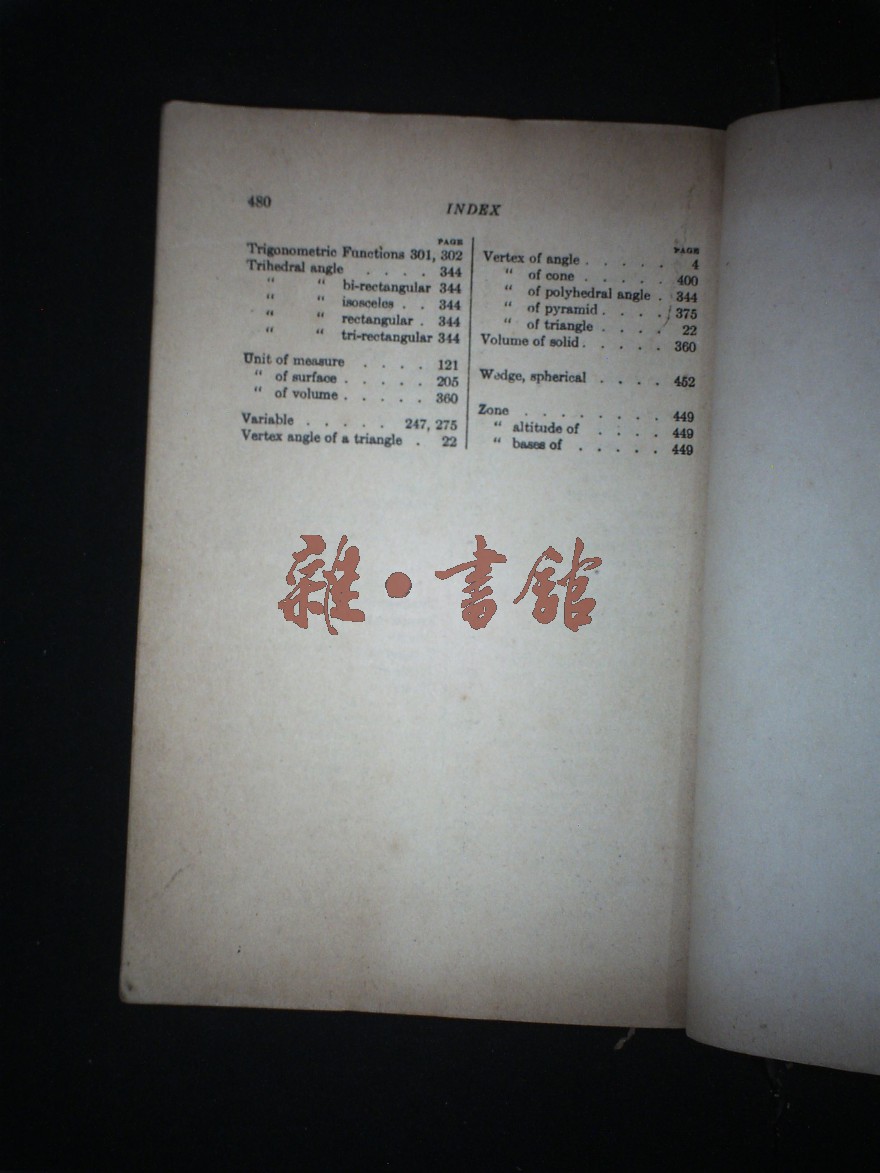 480
INDEX
PAGE
Trigonometric Functions 301, 302
Trihedral angle . . . . 344
“ “ bi-rectangular 344
“ “ isosceles . . 344
“ “ rectangular . 344
“ “ tri-rectangular 344
Unit of measure . . . . 121
“ of surface . . . . . 205
“ of volume . . . . . 360
Variable . . . . . 247, 275
Vertex angle of a triangle . 22
PAGE
Vertex of angle . . . . . 4
“ of cone . . . . . 400
“ of polyhedral angle . 344
“ of pyramid . . . . 375
“ of triangle . . . . 22
Volume of solid . . . . . 360
Wedge, spherical . . . . 452
Zone . . . . . . . . 449
“ altitude of . . . . 449
“ bases of . . . . . 449
雜·書館